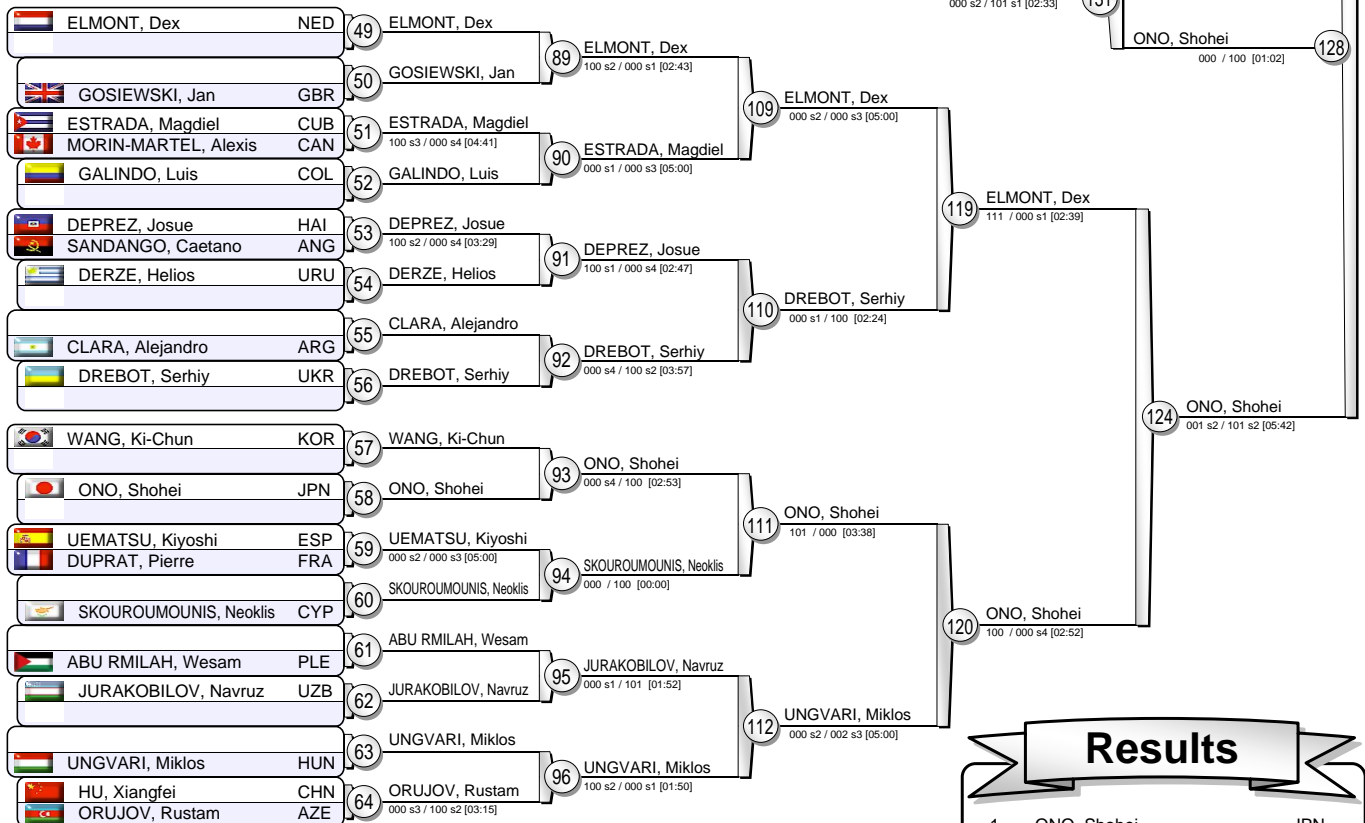 000 s2 / 101 s1 [02:33]
ONO, Shohei
000 / 100 [01:02]
128
ELMONT, Dex NED
49
ELMONT, Dex
89
ELMONT, Dex
100 s2 / 000 s1 [02:43]
50
GOSIEWSKI, Jan
GOSIEWSKI, Jan GBR
109
ELMONT, Dex
000 s2 / 000 s3 [05:00]
ESTRADA, Magdiel CUB
MORIN-MARTEL, Alexis CAN
51
ESTRADA, Magdiel
100 s3 / 000 s4 [04:41]
90
ESTRADA, Magdiel
000 s1 / 000 s3 [05:00]
GALINDO, Luis COL
52
GALINDO, Luis
119
ELMONT, Dex
111 / 000 s1 [02:39]
DEPREZ, Josue HAI
SANDANGO, Caetano ANG
53
DEPREZ, Josue
100 s2 / 000 s4 [03:29]
91
DEPREZ, Josue
100 s1 / 000 s4 [02:47]
DERZE, Helios URU
54
DERZE, Helios
110
DREBOT, Serhiy
000 s1 / 100 [02:24]
55
CLARA, Alejandro
CLARA, Alejandro ARG
92
DREBOT, Serhiy
000 s4 / 100 s2 [03:57]
DREBOT, Serhiy UKR
56
DREBOT, Serhiy
124
ONO, Shohei
001 s2 / 101 s2 [05:42]
WANG, Ki-Chun KOR
57
WANG, Ki-Chun
93
ONO, Shohei
000 s4 / 100 [02:53]
ONO, Shohei JPN
58
ONO, Shohei
111
ONO, Shohei
101 / 000 [03:38]
UEMATSU, Kiyoshi ESP
DUPRAT, Pierre FRA
59
UEMATSU, Kiyoshi
000 s2 / 000 s3 [05:00]
94
SKOUROUMOUNIS, Neoklis
000 / 100 [00:00]
60
SKOUROUMOUNIS, Neoklis
SKOUROUMOUNIS, Neoklis CYP
120
ONO, Shohei
100 / 000 s4 [02:52]
61
ABU RMILAH, Wesam
ABU RMILAH, Wesam PLE
95
JURAKOBILOV, Navruz
000 s1 / 101 [01:52]
JURAKOBILOV, Navruz UZB
62
JURAKOBILOV, Navruz
112
UNGVARI, Miklos
000 s2 / 002 s3 [05:00]
63
UNGVARI, Miklos
UNGVARI, Miklos HUN
96
UNGVARI, Miklos
100 s2 / 000 s1 [01:50]
HU, Xiangfei CHN
ORUJOV, Rustam AZE
64
ORUJOV, Rustam
000 s3 / 100 s2 [03:15]
Results
1 ONO, Shohei JPN